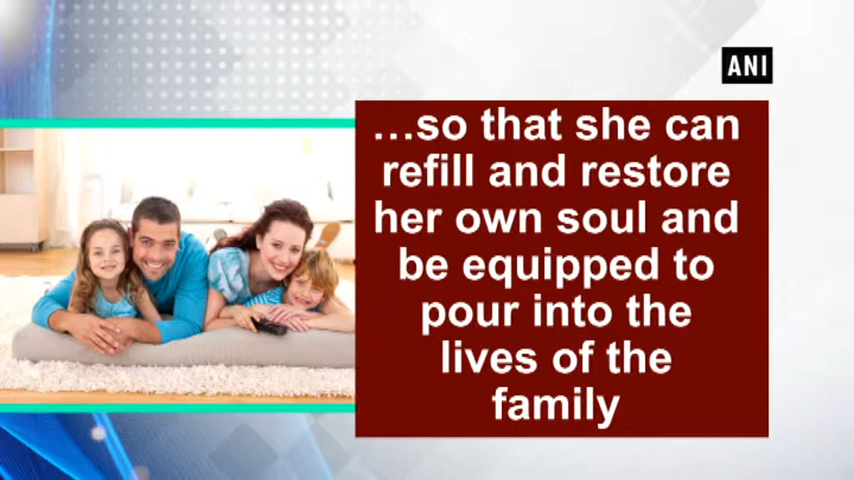 ANI
...so that she can
refill and restore
her own soul and
be equipped to
pour into the
lives of the
family